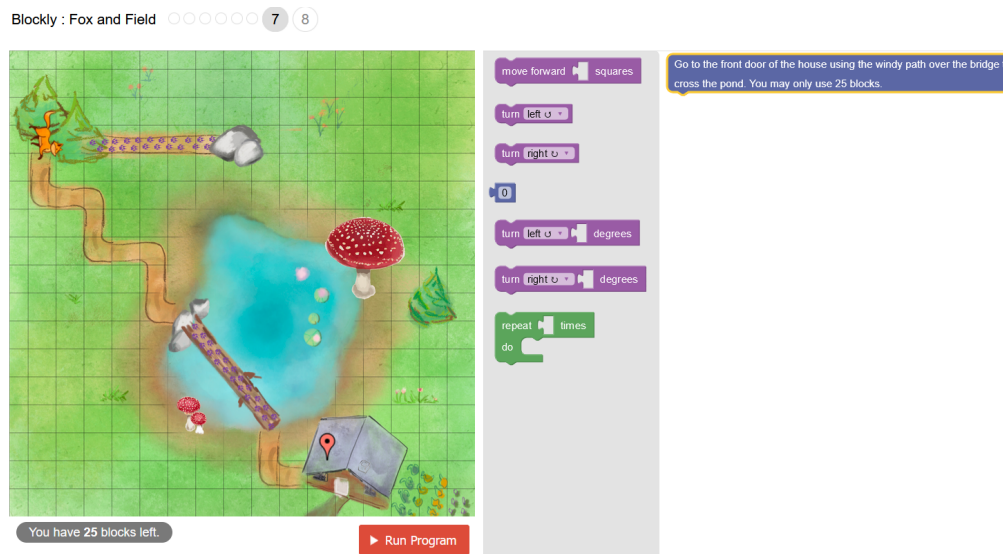 Blockly : Fox and Field 7 8
move forward squares
turn left ↺
turn right ↻
0
turn left ↺ degrees
turn right ↻ degrees
repeat times
do
Go to the front door of the house using the windy path over the bridge
cross the pond. You may only use 25 blocks.
You have 25 blocks left.
Run Program